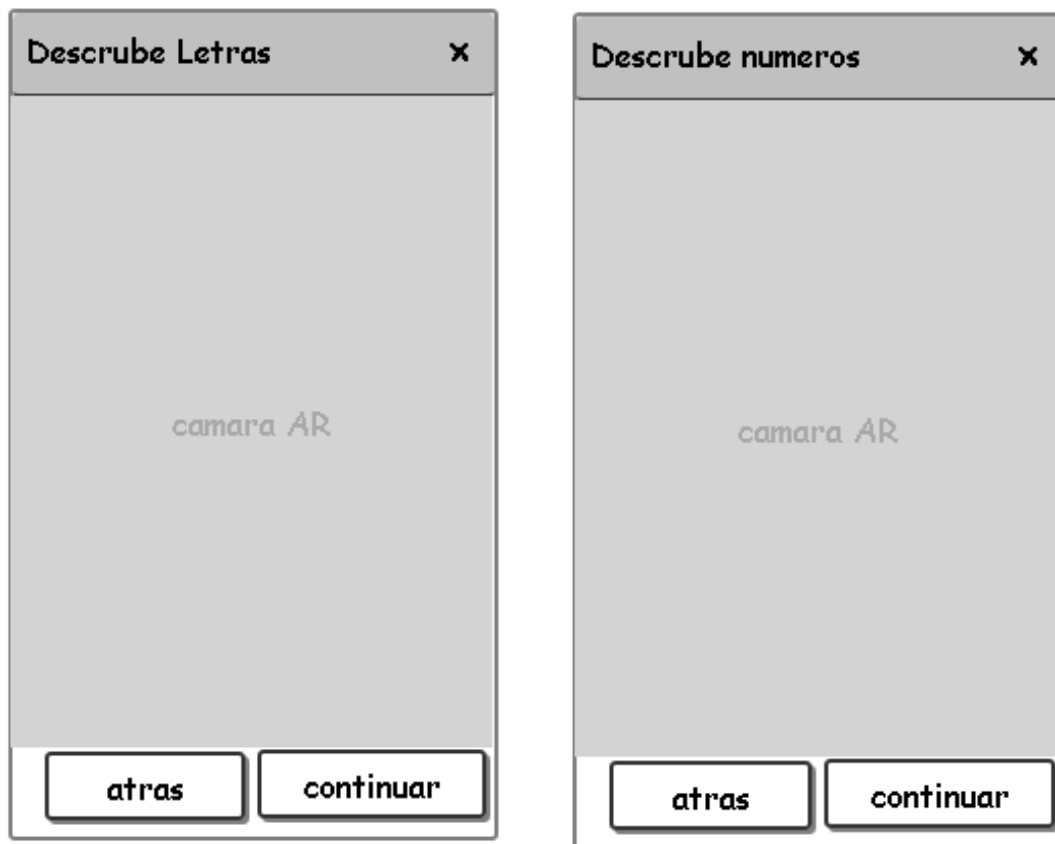 Descrube Letras x
camara AR
atras continuar
Descrube numeros x
camara AR
atras continuar